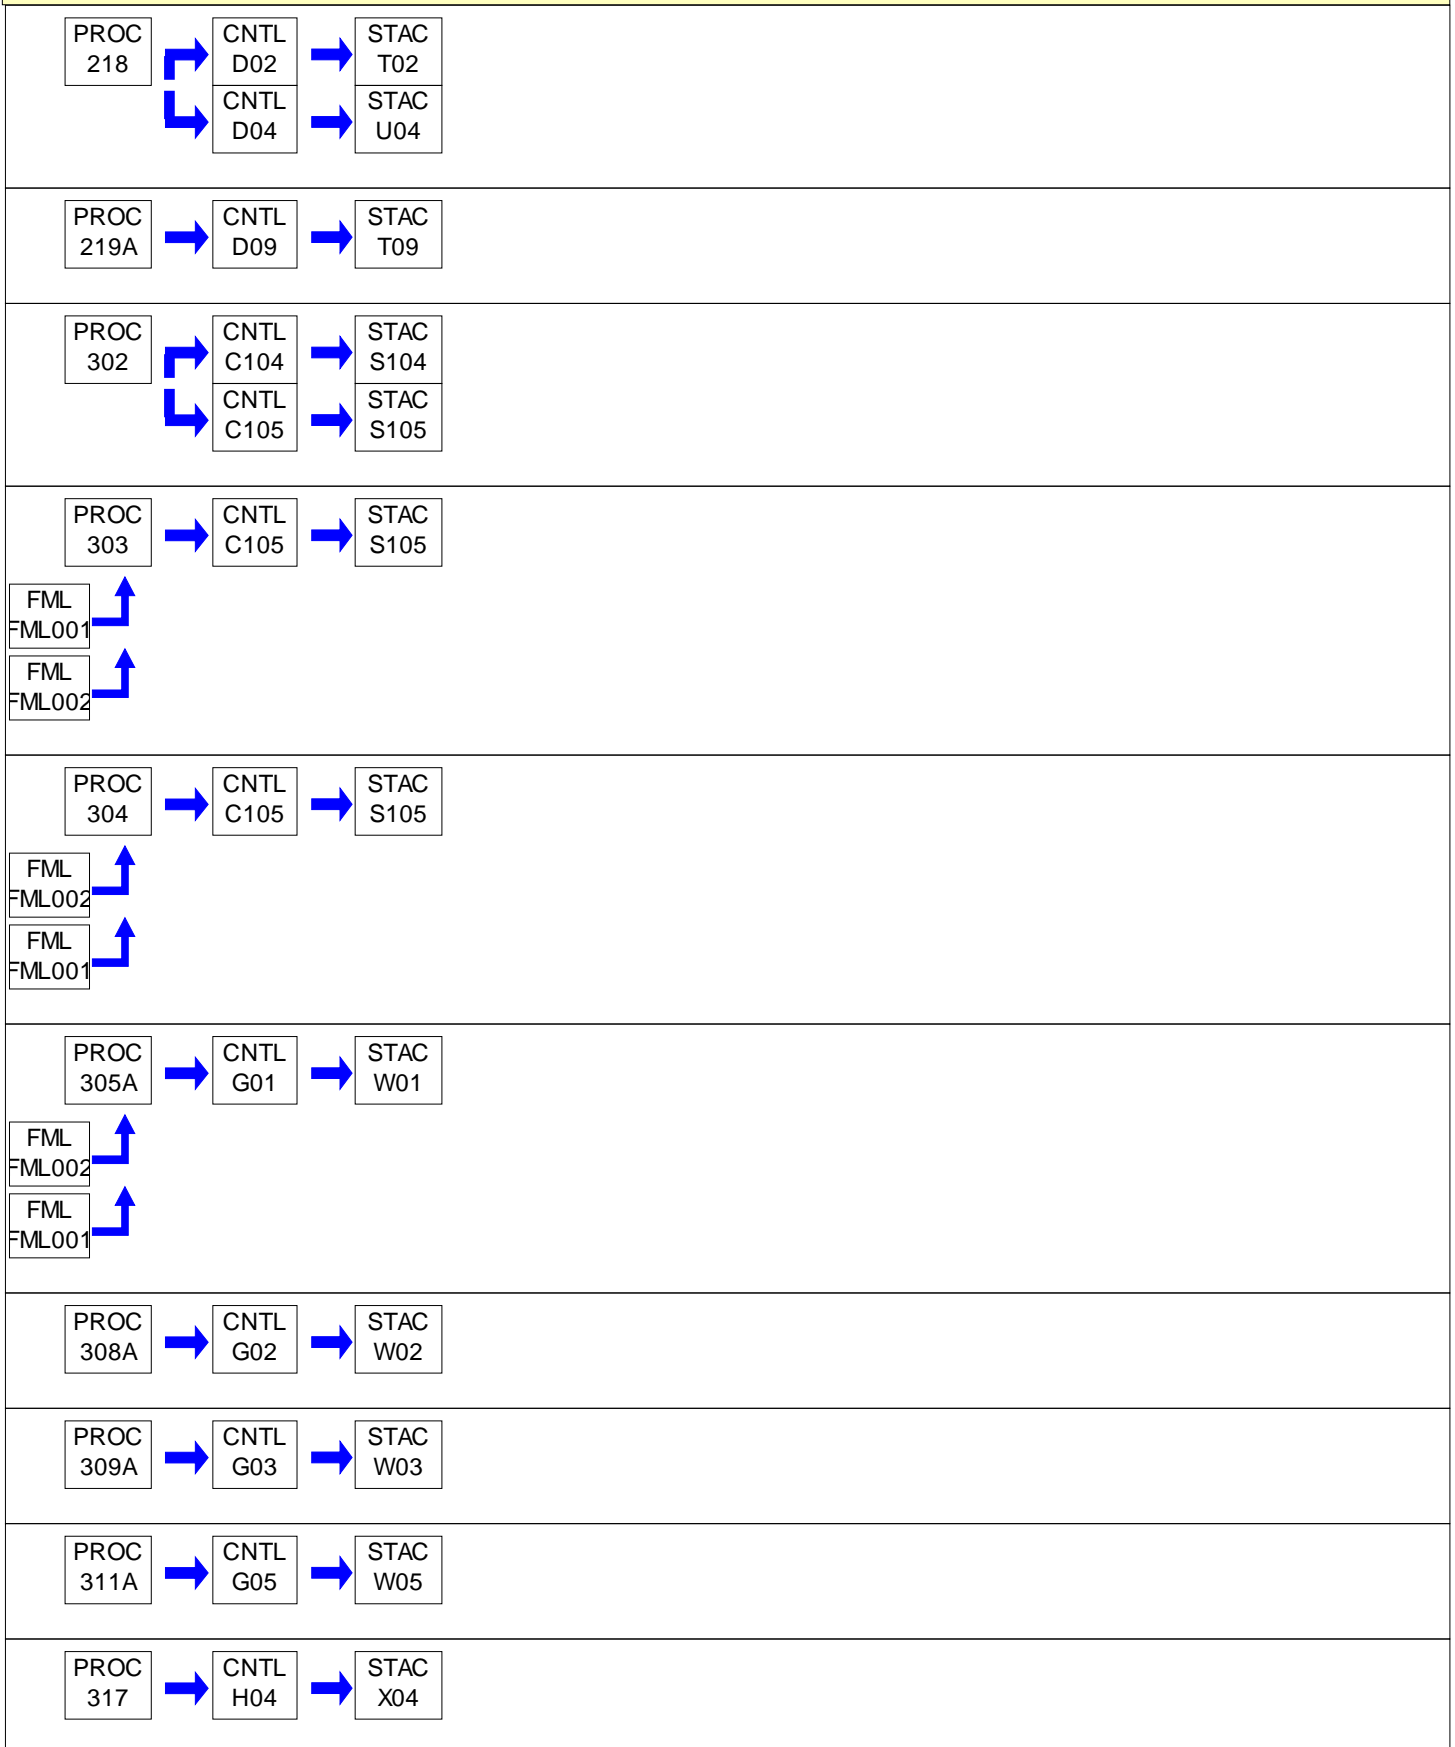 PROC CNTL STAC
218 D02 T02
CNTL STAC
D04 U04
PROC CNTL STAC
219A D09 T09
PROC CNTL STAC
302 C104 S104
CNTL STAC
C105 S105
PROC CNTL STAC
303 C105 S105
FML
FML001
FML
FML002
PROC CNTL STAC
304 C105 S105
FML
FML002
FML
FML001
PROC CNTL STAC
305A G01 W01
FML
FML002
FML
FML001
PROC CNTL STAC
308A G02 W02
PROC CNTL STAC
309A G03 W03
PROC CNTL STAC
311A G05 W05
PROC CNTL STAC
317 H04 X04